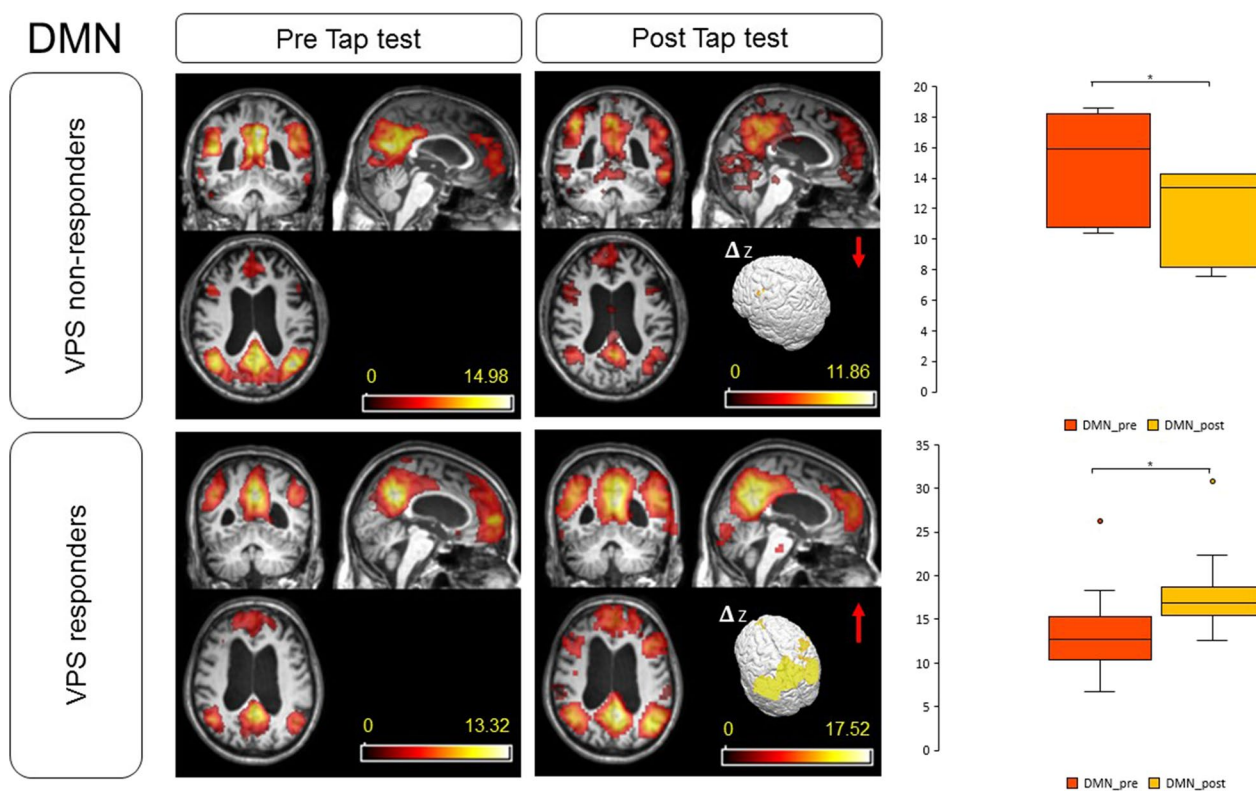 DMN
Pre Tap test
Post Tap test
VPS non-responders
Δ z
0 14.98
0 11.86
*
20
18
16
14
12
10
8
6
4
2
0
DMN_pre DMN_post
VPS responders
Δ z
0 13.32
0 17.52
*
35
30
25
20
15
10
5
0
DMN_pre DMN_post